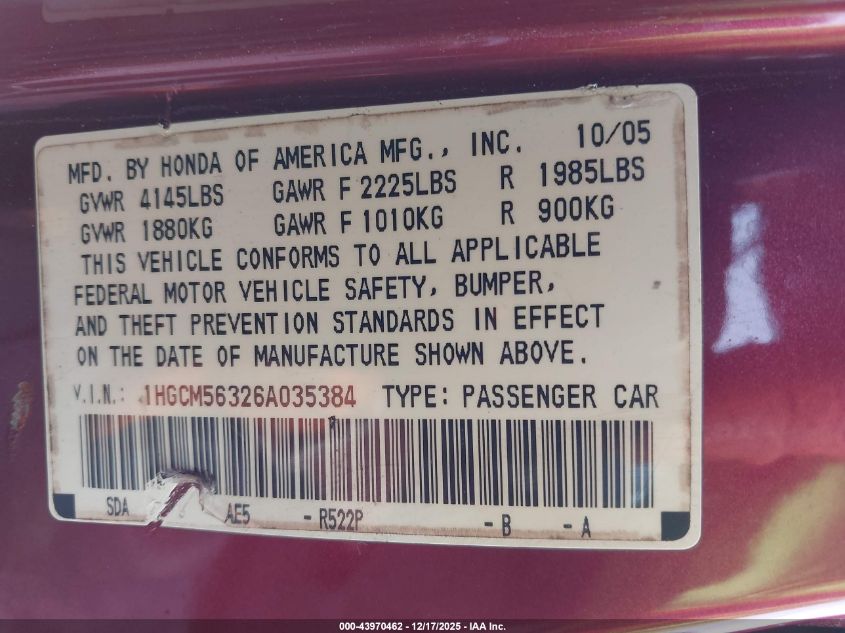 MFD. BY HONDA OF AMERICA MFG., INC. 10/05
GVWR 4145LBS GAWR F 2225LBS R 1985LBS
GVWR 1880KG GAWR F 1010KG R 900KG
THIS VEHICLE CONFORMS TO ALL APPLICABLE
FEDERAL MOTOR VEHICLE SAFETY, BUMPER,
AND THEFT PREVENTION STANDARDS IN EFFECT
ON THE DATE OF MANUFACTURE SHOWN ABOVE.
V.I.N.: 1HGCM56326A035384 TYPE: PASSENGER CAR
SDA AE5 - R522P - B - A
000-43970462 - 12/17/2025 - IAA Inc.